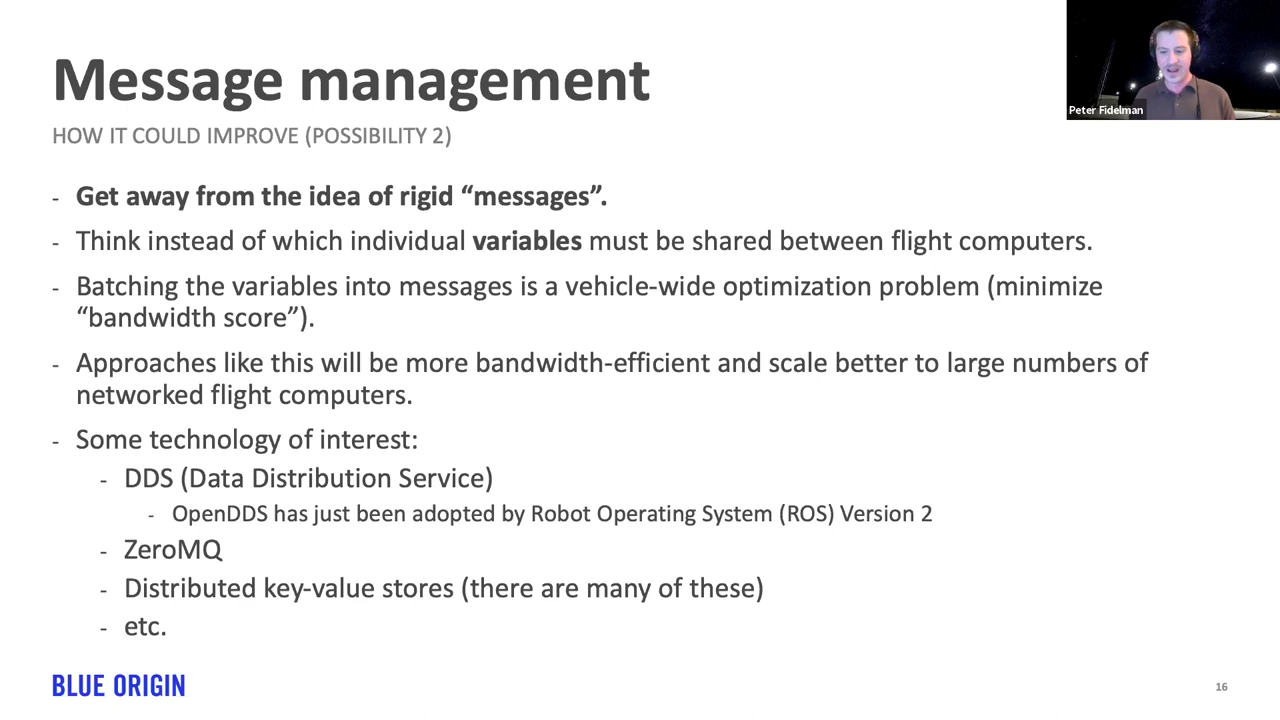 Message management
Peter Fidelman
HOW IT COULD IMPROVE (POSSIBILITY 2)
- Get away from the idea of rigid “messages”.
- Think instead of which individual variables must be shared between flight computers.
- Batching the variables into messages is a vehicle-wide optimization problem (minimize
“bandwidth score”).
- Approaches like this will be more bandwidth-efficient and scale better to large numbers of
networked flight computers.
- Some technology of interest:
- DDS (Data Distribution Service)
- OpenDDS has just been adopted by Robot Operating System (ROS) Version 2
- ZeroMQ
- Distributed key-value stores (there are many of these)
- etc.
BLUE ORIGIN
16